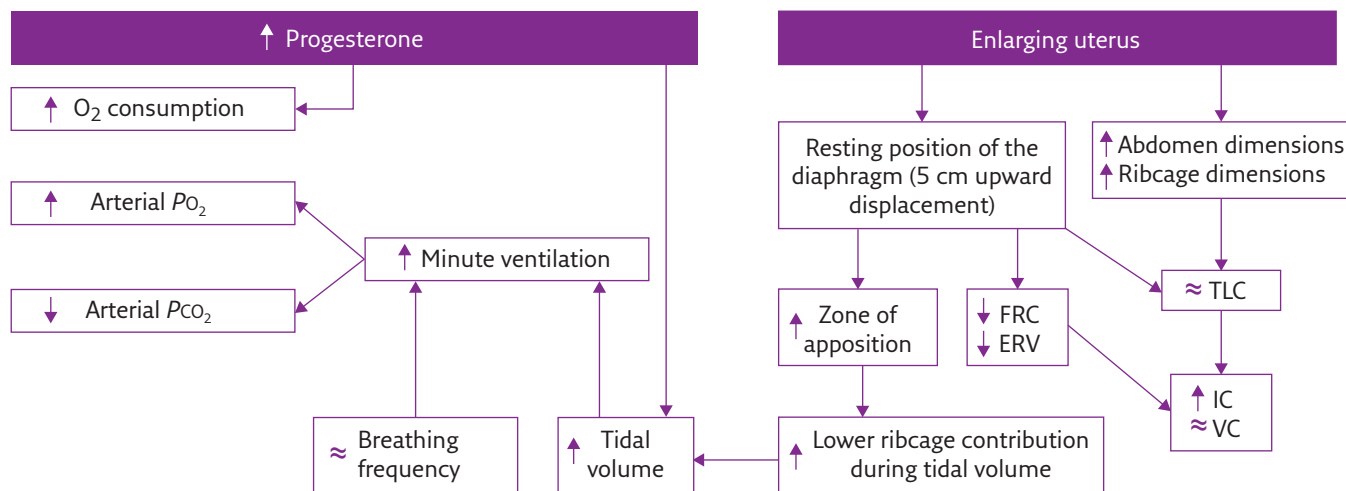 ↑ Progesterone
↑ O₂ consumption
↑ Arterial PO₂
↑ Minute ventilation
↓ Arterial PCO₂
≈ Breathing
frequency
↑ Tidal
volume
Enlarging uterus
Resting position of the
diaphragm (5 cm upward
displacement)
↑ Abdomen dimensions
↑ Ribcage dimensions
↑ Zone of
apposition
↓ FRC
↓ ERV
≈ TLC
↑ IC
≈ VC
↑ Lower ribcage contribution
during tidal volume